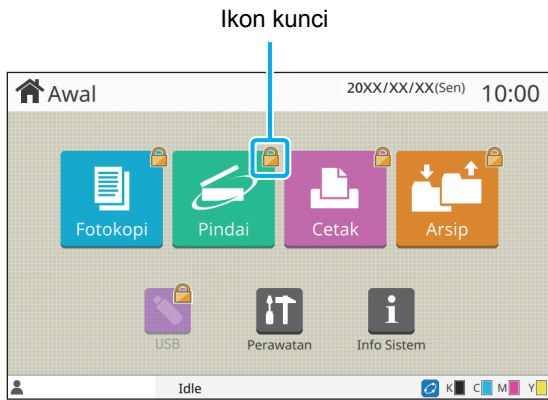 Ikon kunci
Awal
20XX/XX/XX(Sen)
10:00
Fotokopi
Pindai
Cetak
Arsip
USB
Perawatan
Info Sistem
Idle
K C M Y